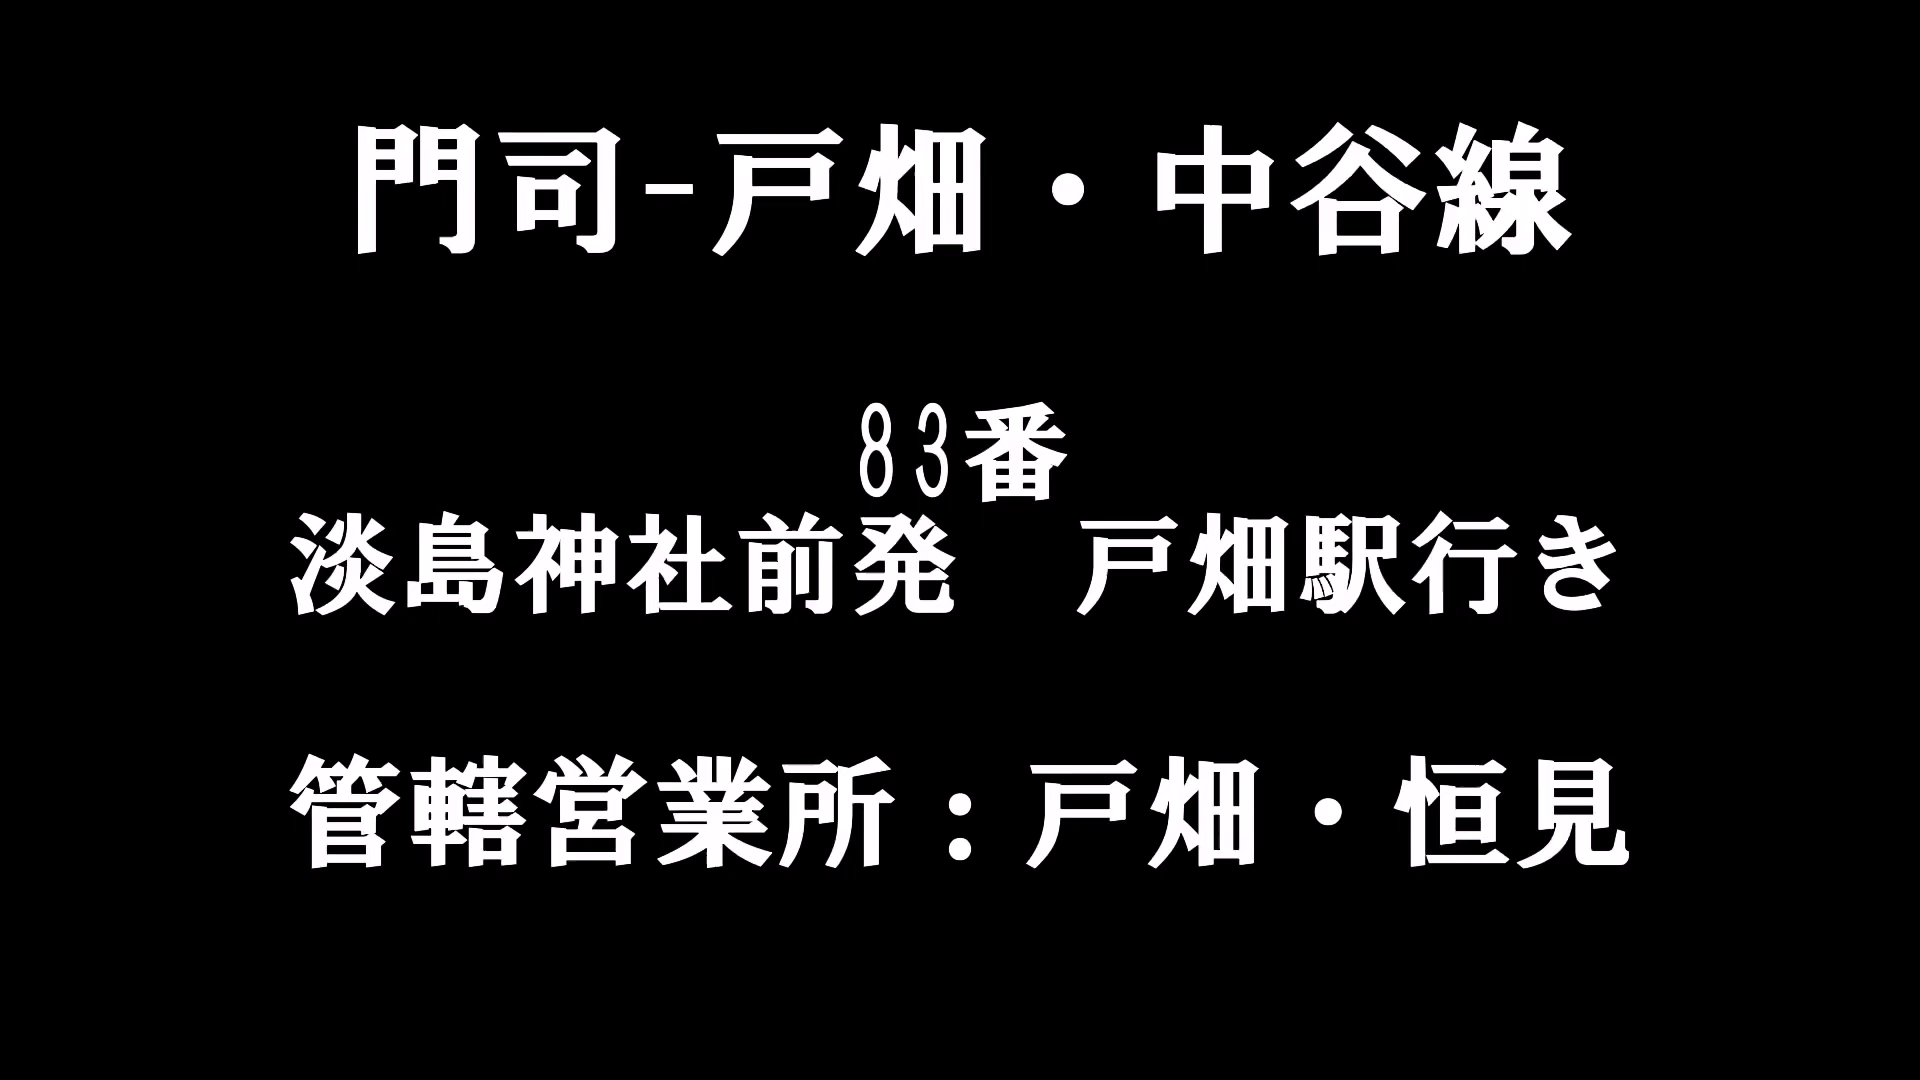 門司-戸畑・中谷線
83番
淡島神社前発　戸畑駅行き
管轄営業所：戸畑・恒見